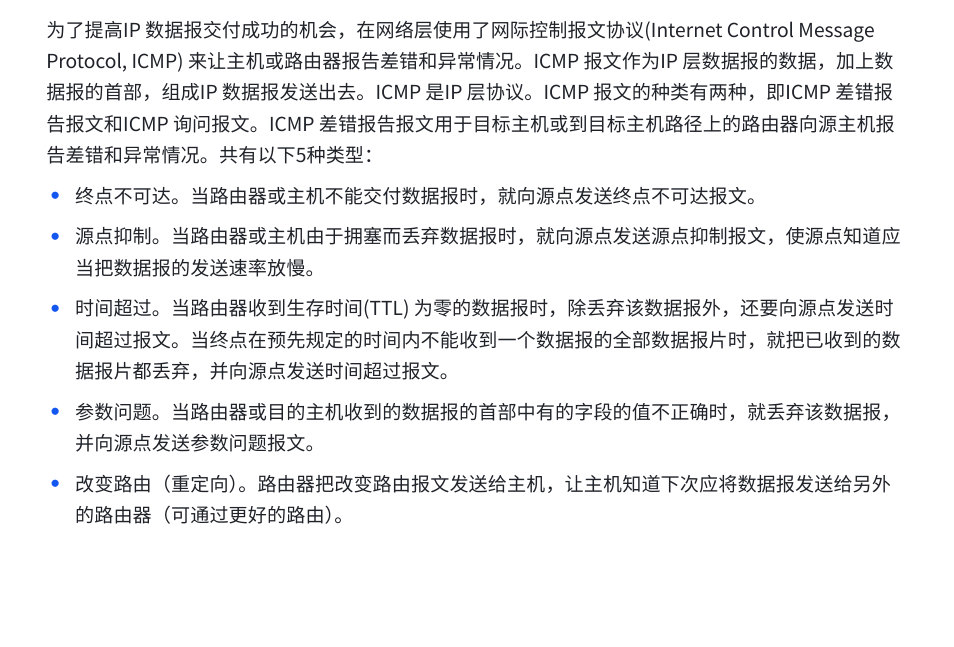 为了提高IP 数据报交付成功的机会，在网络层使用了网际控制报文协议(Internet Control Message
Protocol, ICMP) 来让主机或路由器报告差错和异常情况。ICMP 报文作为IP 层数据报的数据，加上数
据报的首部，组成IP 数据报发送出去。ICMP 是IP 层协议。ICMP 报文的种类有两种，即ICMP 差错报
告报文和ICMP 询问报文。ICMP 差错报告报文用于目标主机或到目标主机路径上的路由器向源主机报
告差错和异常情况。共有以下5种类型：
• 终点不可达。当路由器或主机不能交付数据报时，就向源点发送终点不可达报文。
• 源点抑制。当路由器或主机由于拥塞而丢弃数据报时，就向源点发送源点抑制报文，使源点知道应
当把数据报的发送速率放慢。
• 时间超过。当路由器收到生存时间(TTL) 为零的数据报时，除丢弃该数据报外，还要向源点发送时
间超过报文。当终点在预先规定的时间内不能收到一个数据报的全部数据报片时，就把已收到的数
据报片都丢弃，并向源点发送时间超过报文。
• 参数问题。当路由器或目的主机收到的数据报的首部中有的字段的值不正确时，就丢弃该数据报，
并向源点发送参数问题报文。
• 改变路由（重定向）。路由器把改变路由报文发送给主机，让主机知道下次应将数据报发送给另外
的路由器（可通过更好的路由）。